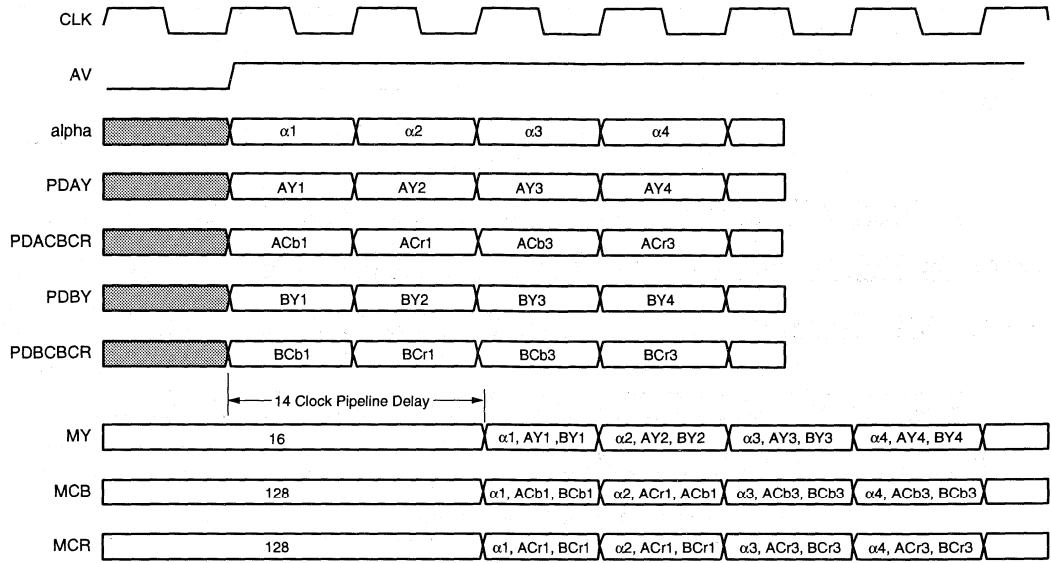 CLK
AV
alpha α1 α2 α3 α4
PDAY AY1 AY2 AY3 AY4
PDACBCR ACb1 ACr1 ACb3 ACr3
PDBY BY1 BY2 BY3 BY4
PDBCBCR BCb1 BCr1 BCb3 BCr3
14 Clock Pipeline Delay
MY 16 α1, AY1 ,BY1 α2, AY2, BY2 α3, AY3, BY3 α4, AY4, BY4
MCB 128 α1, ACb1, BCb1 α2, ACr1, ACb1 α3, ACb3, BCb3 α4, ACb3, BCb3
MCR 128 α1, ACr1, BCr1 α2, ACr1, BCr1 α3, ACr3, BCr3 α4, ACr3, BCr3